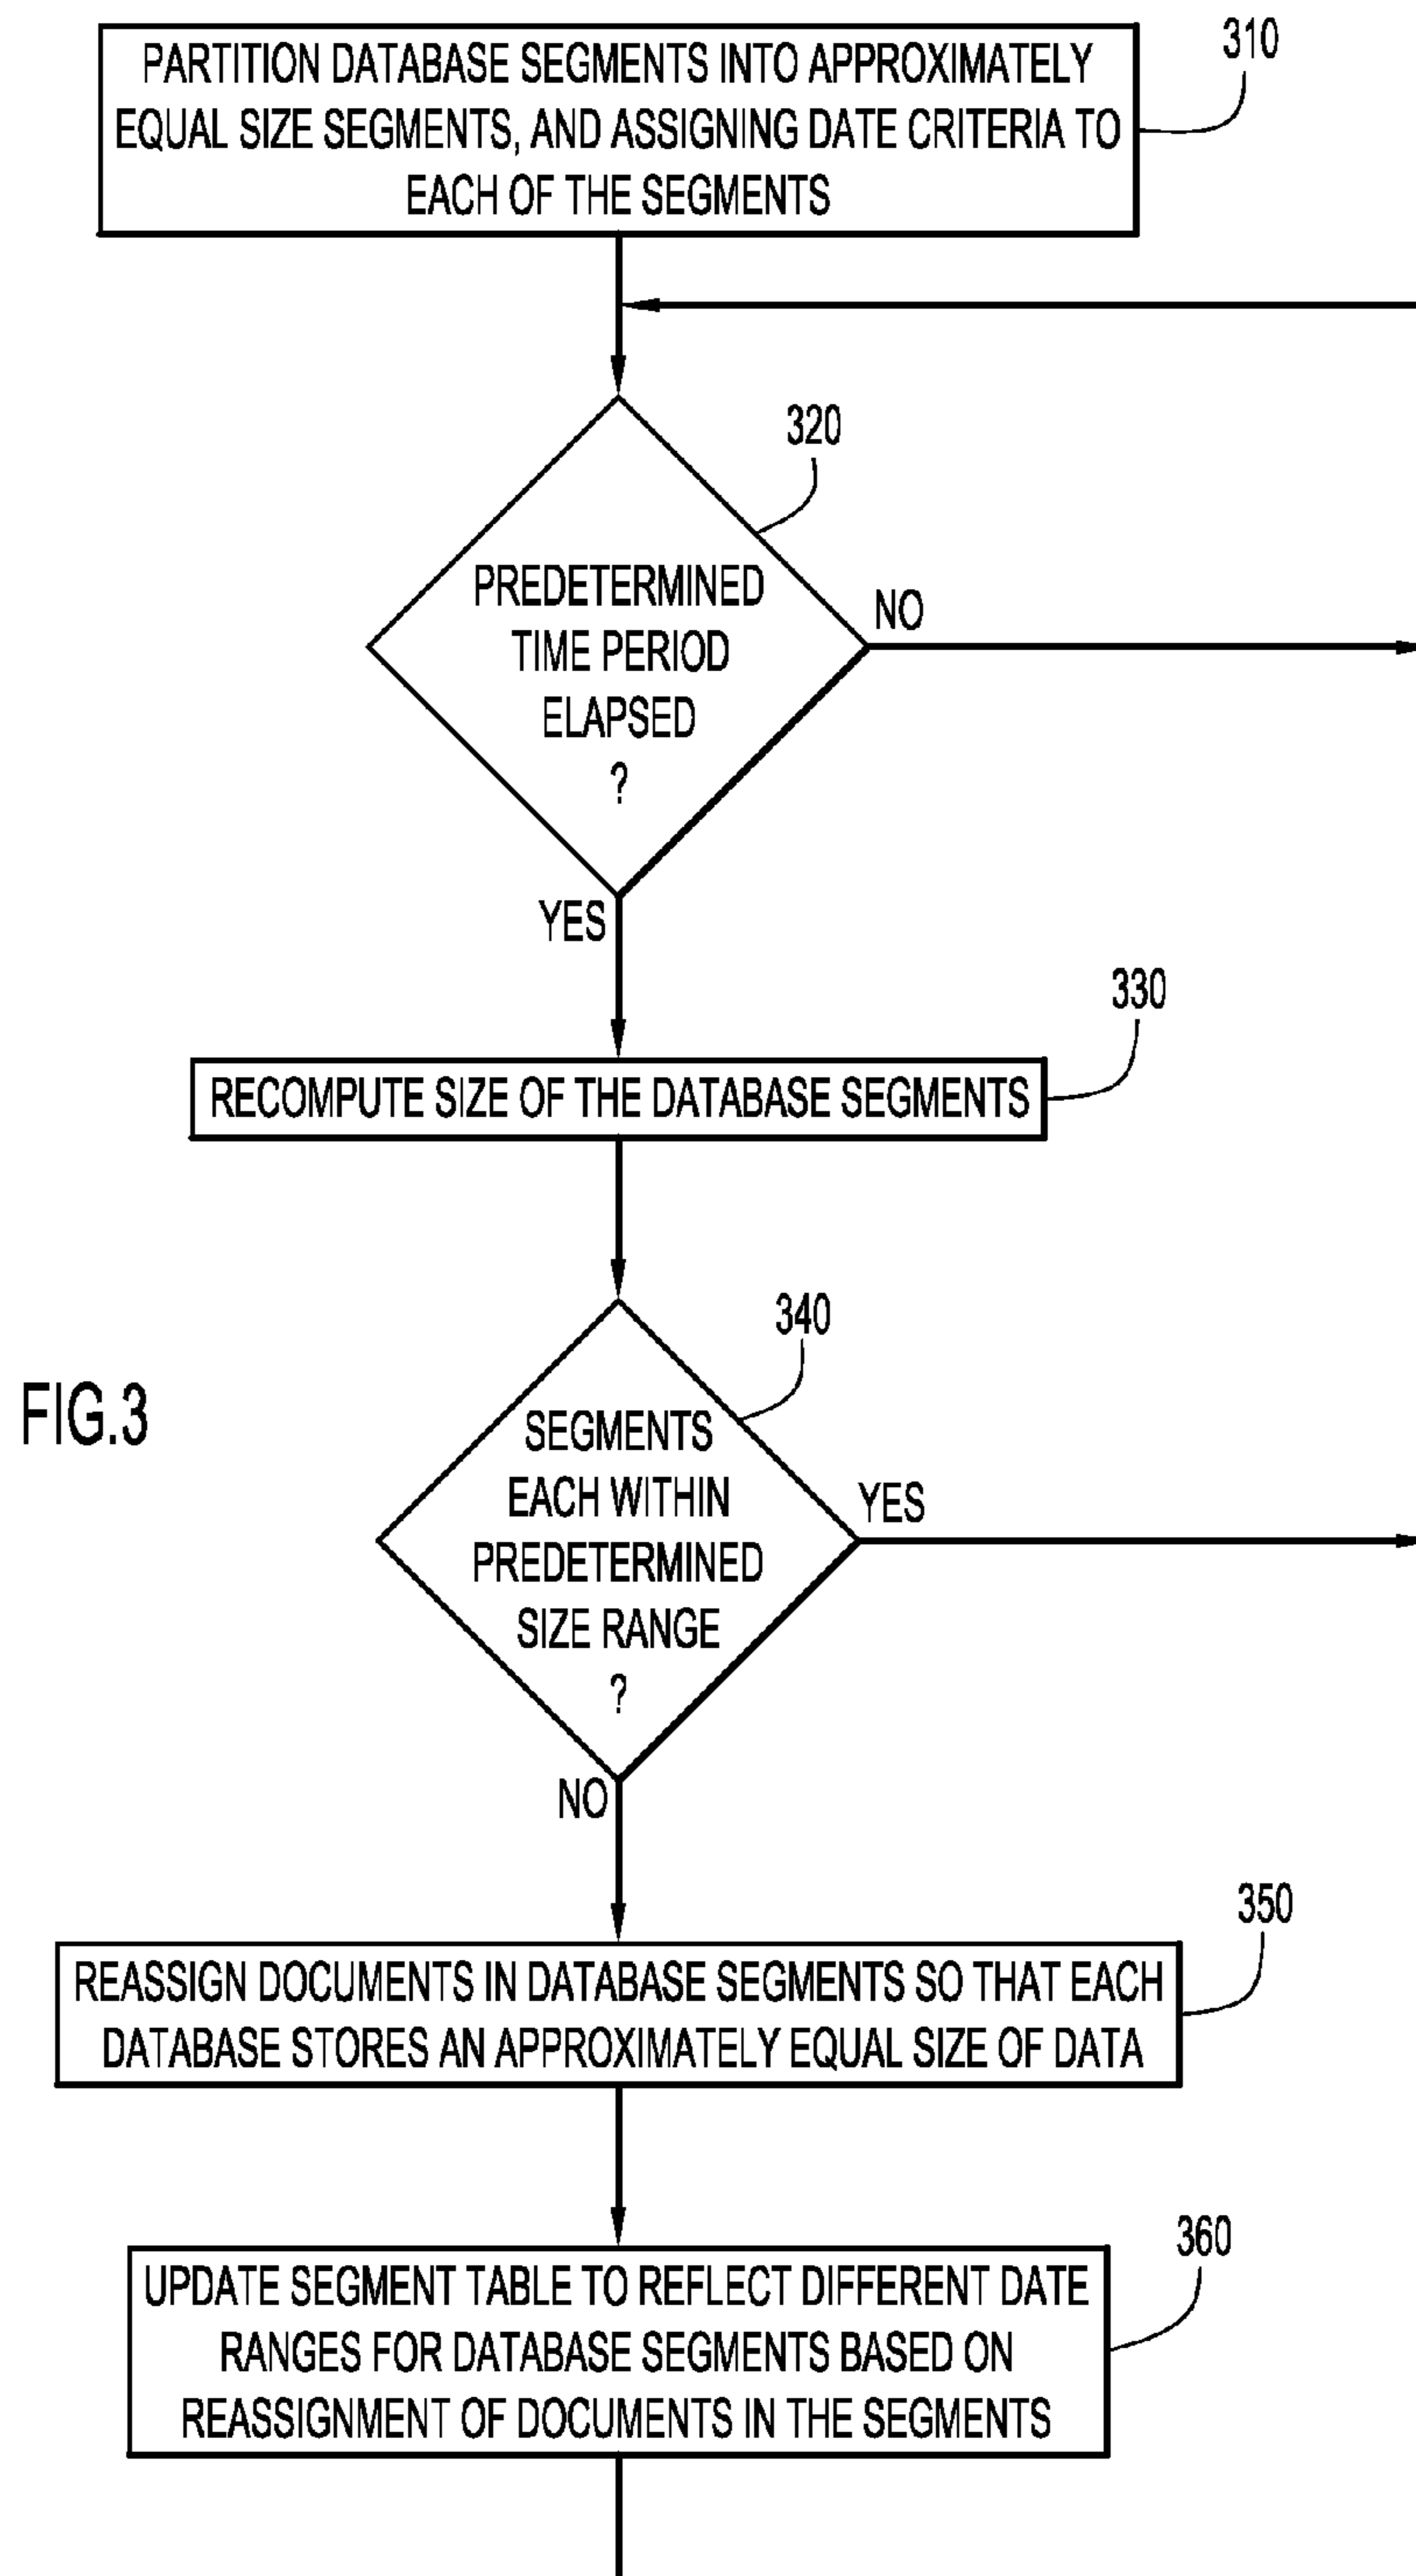 310
PARTITION DATABASE SEGMENTS INTO APPROXIMATELY
EQUAL SIZE SEGMENTS, AND ASSIGNING DATE CRITERIA TO
EACH OF THE SEGMENTS
320
PREDETERMINED
TIME PERIOD
ELAPSED
?
NO
YES
330
RECOMPUTE SIZE OF THE DATABASE SEGMENTS
340
FIG.3
SEGMENTS
EACH WITHIN
PREDETERMINED
SIZE RANGE
?
YES
NO
350
REASSIGN DOCUMENTS IN DATABASE SEGMENTS SO THAT EACH
DATABASE STORES AN APPROXIMATELY EQUAL SIZE OF DATA
360
UPDATE SEGMENT TABLE TO REFLECT DIFFERENT DATE
RANGES FOR DATABASE SEGMENTS BASED ON
REASSIGNMENT OF DOCUMENTS IN THE SEGMENTS